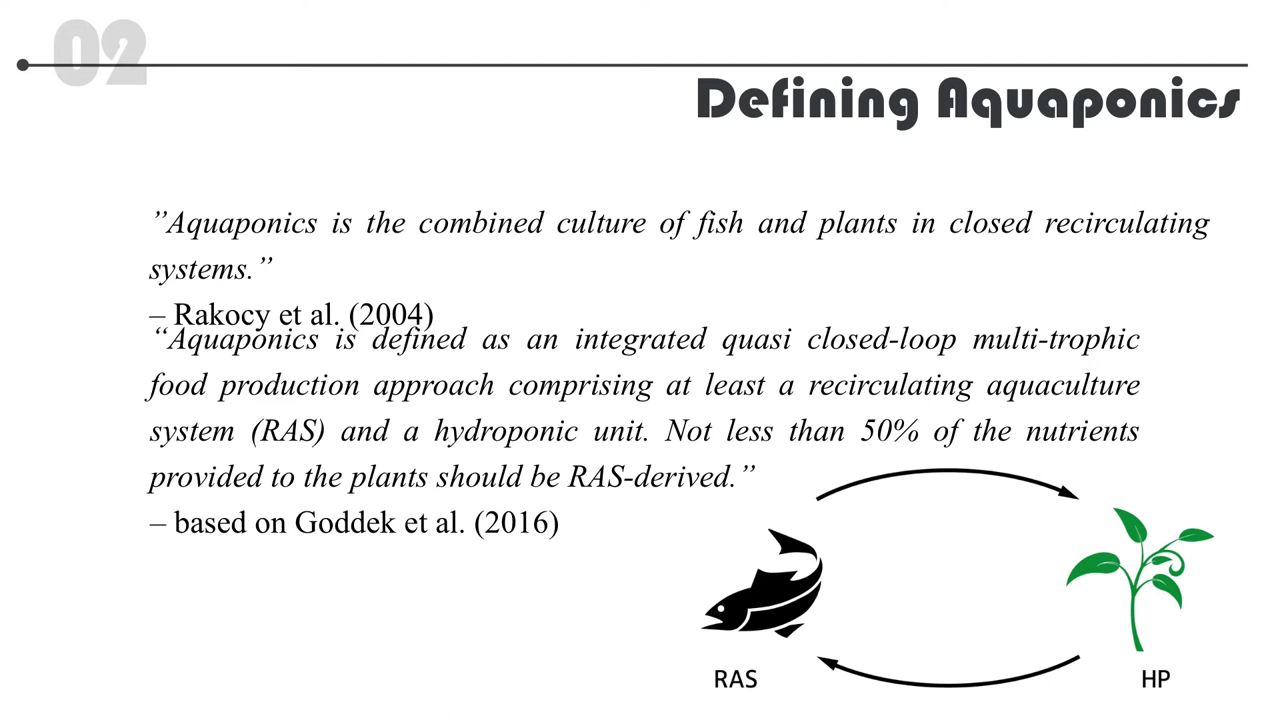 02
Defining Aquaponics
”Aquaponics is the combined culture of fish and plants in closed recirculating
systems.”
– Rakocy et al. (2004)
“Aquaponics is defined as an integrated quasi closed-loop multi-trophic
food production approach comprising at least a recirculating aquaculture
system (RAS) and a hydroponic unit. Not less than 50% of the nutrients
provided to the plants should be RAS-derived.”
– based on Goddek et al. (2016)
RAS
HP